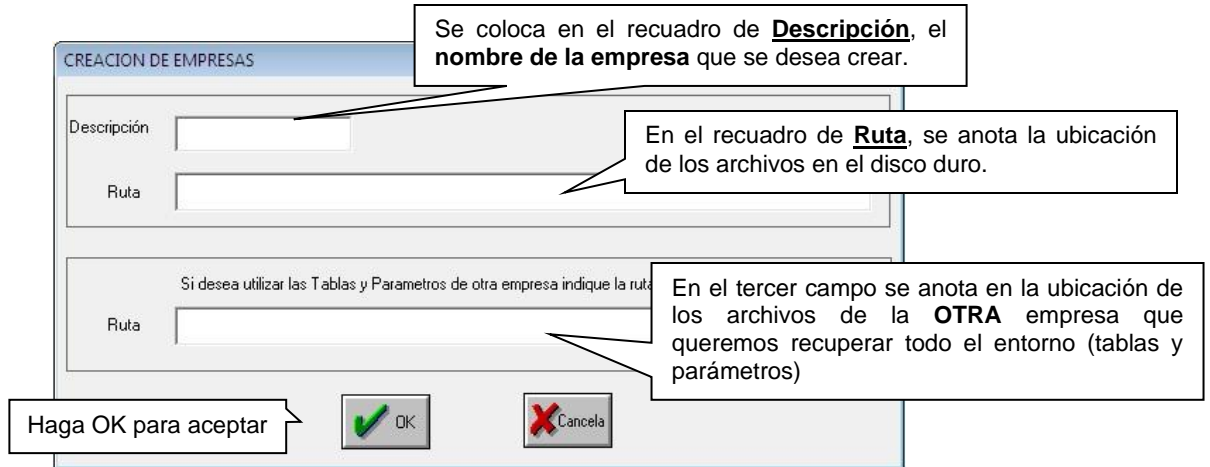 Se coloca en el recuadro de Descripción, el
nombre de la empresa que se desea crear.
CREACION DE EMPRESAS
Descripción
En el recuadro de Ruta, se anota la ubicación
de los archivos en el disco duro.
Ruta
Si desea utilizar las Tablas y Parametros de otra empresa indique la ruta
En el tercer campo se anota en la ubicación de
los archivos de la OTRA empresa que
queremos recuperar todo el entorno (tablas y
parámetros)
Ruta
Haga OK para aceptar
OK
Cancela